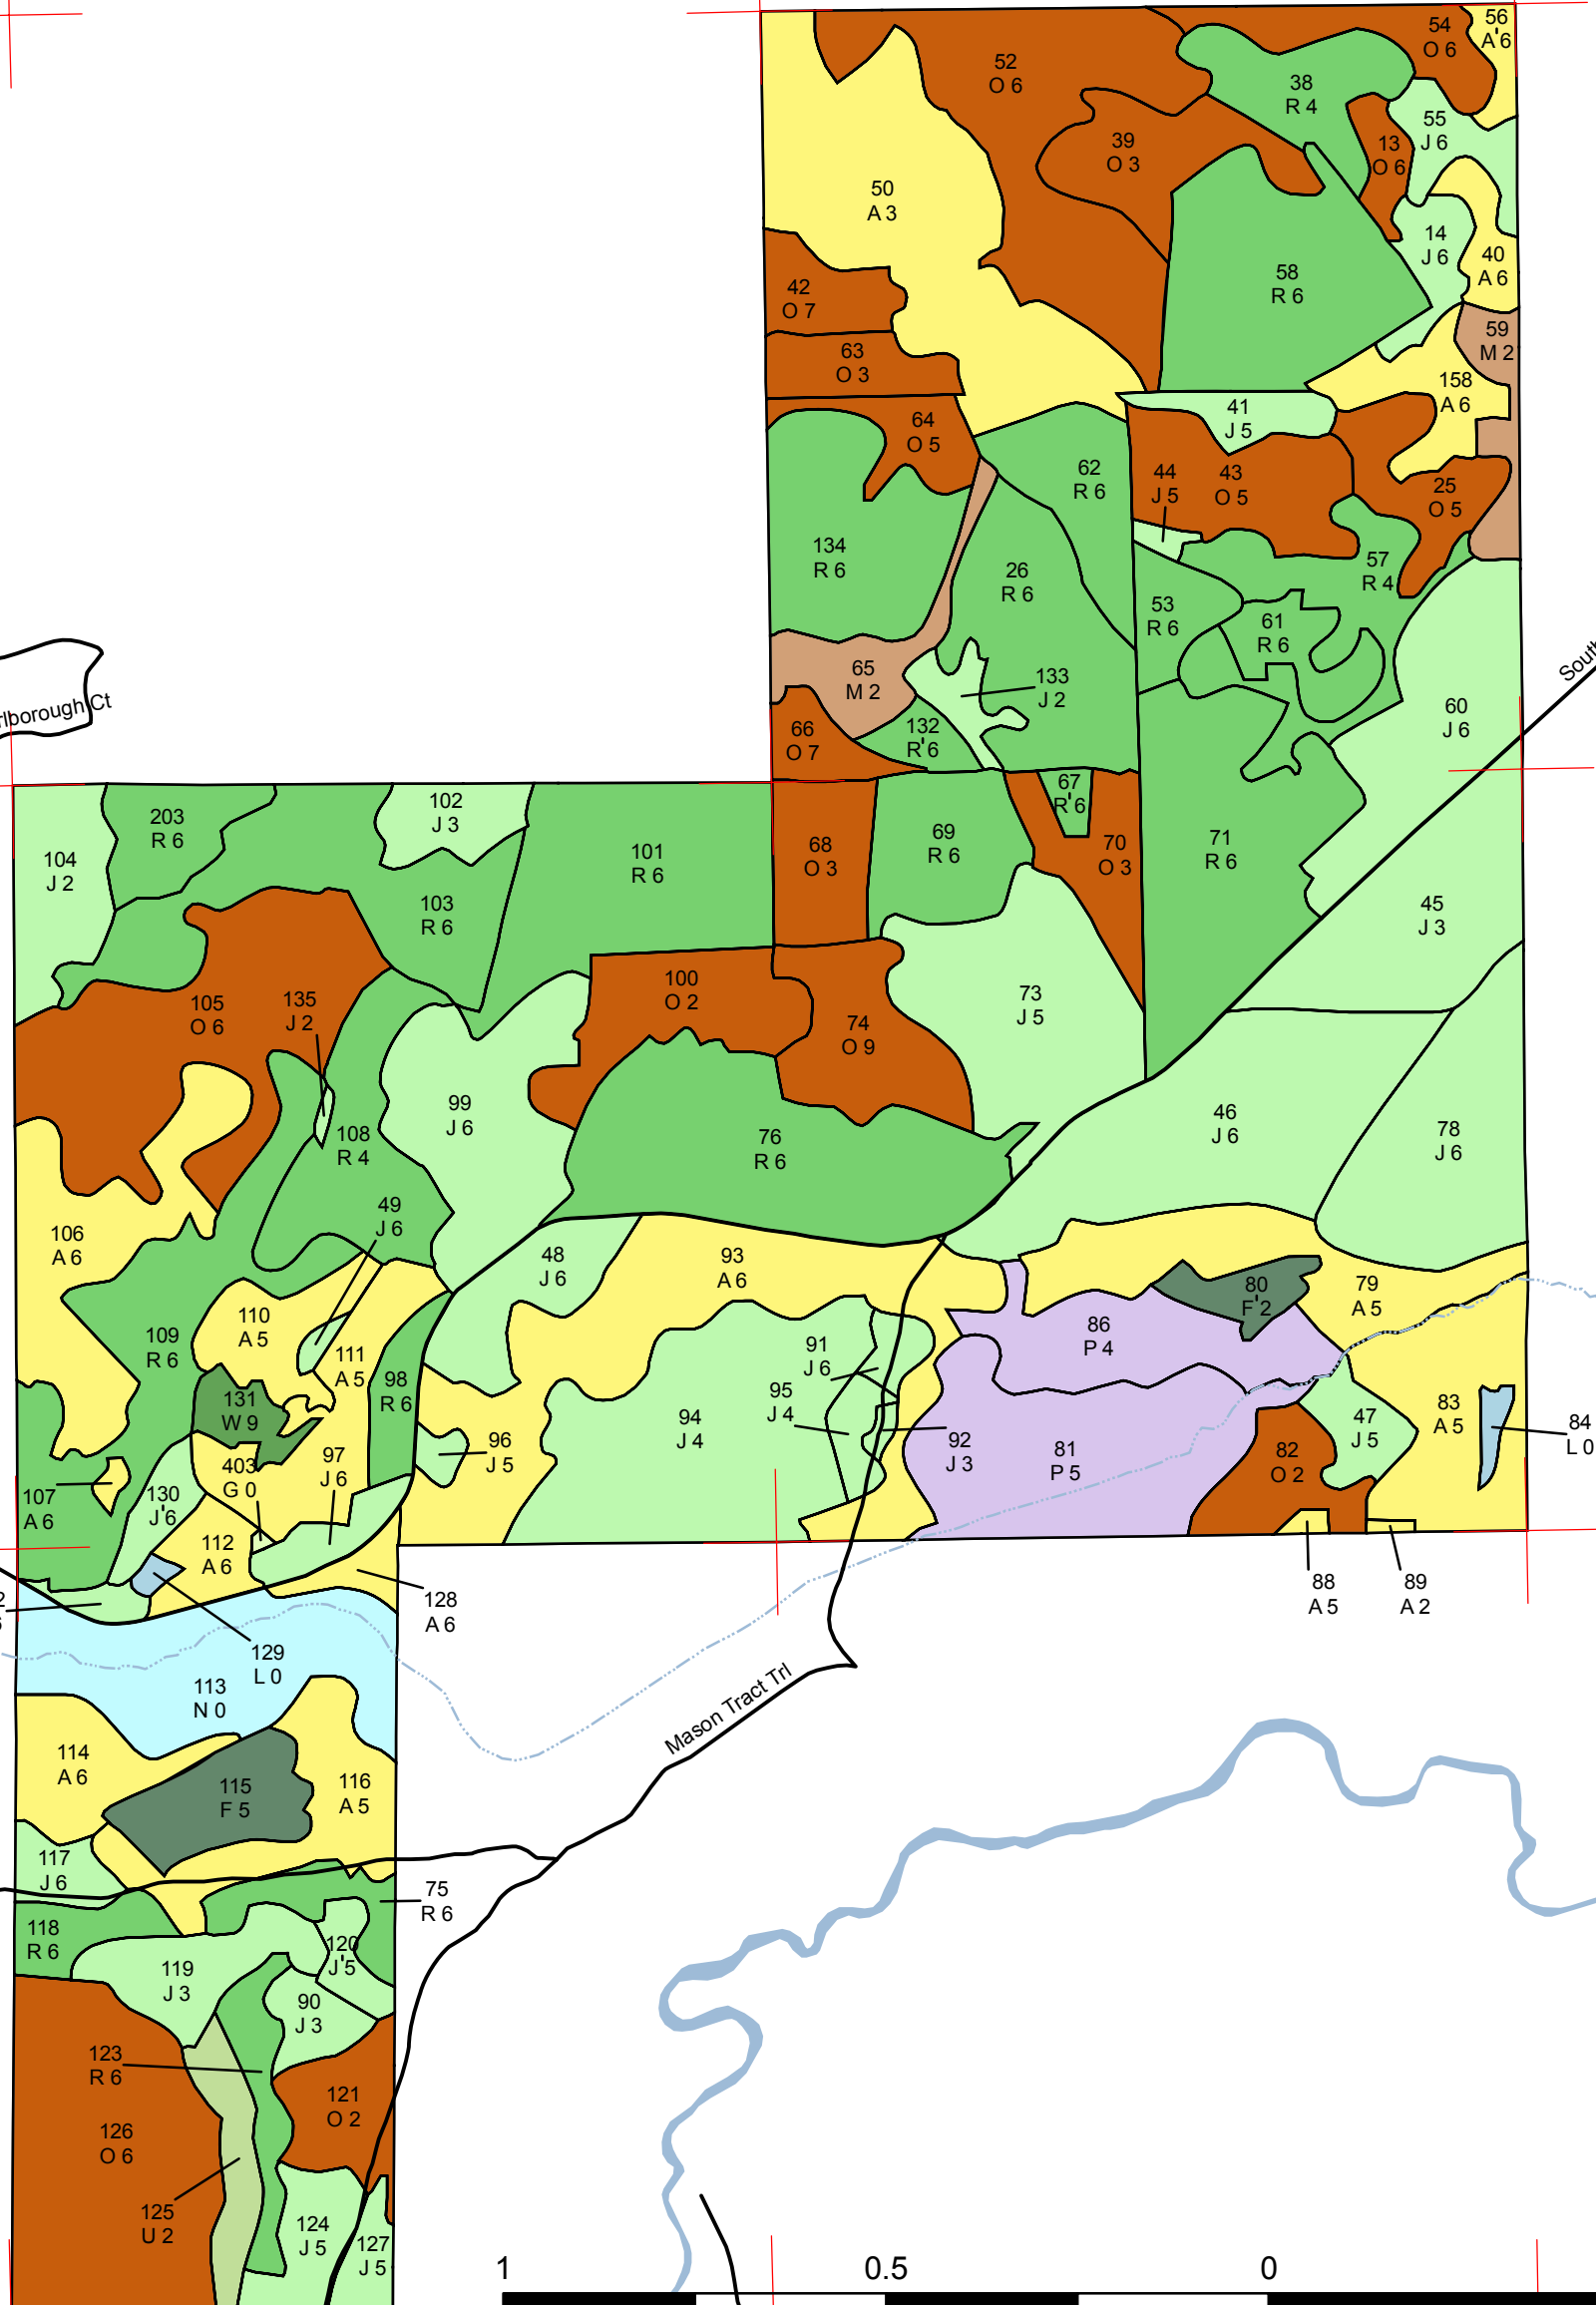 56
A 6
54
O 6
52
O 6
38
R 4
55
J 6
13
O 6
39
O 3
50
A 3
14
J 6
40
A 6
58
R 6
42
O 7
59
M 2
63
O 3
158
A 6
41
J 5
64
O 5
62
R 6
44
J 5
43
O 5
25
O 5
134
R 6
26
R 6
57
R 4
53
R 6
61
R 6
65
M 2
133
J 2
South
rlborough Ct
60
J 6
66
O 7
132
R 6
67
R 6
102
J 3
203
R 6
104
J 2
101
R 6
68
O 3
69
R 6
70
O 3
71
R 6
103
R 6
45
J 3
100
O 2
105
O 6
135
J 2
73
J 5
74
O 9
99
J 6
46
J 6
108
R 4
76
R 6
78
J 6
49
J 6
106
A 6
48
J 6
93
A 6
80
F 2
79
A 5
110
A 5
86
P 4
109
R 6
91
J 6
111
A 5
98
R 6
131
W 9
95
J 4
94
J 4
83
A 5
47
J 5
84
L 0
96
J 5
92
J 3
81
P 5
82
O 2
97
J 6
403
G 0
130
J 6
107
A 6
112
A 6
88
A 5
89
A 2
128
A 6
2
129
L 0
113
N 0
Mason Tract Trl
114
A 6
115
F 5
116
A 5
117
J 6
75
R 6
118
R 6
120
J 5
119
J 3
90
J 3
123
R 6
121
O 2
126
O 6
125
U 2
124
J 5
127
J 5
1
0.5
0